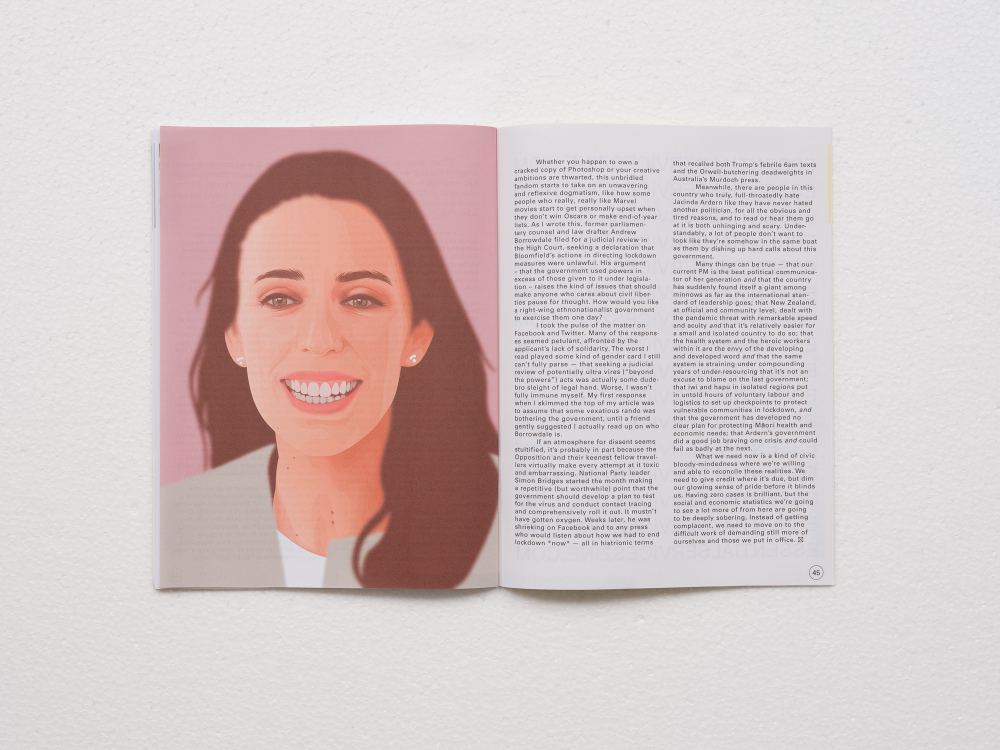 Whether you happen to own a
cracked copy of Photoshop or your creative
ambitions are thwarted, this unbridled
fandom starts to take on an unwavering
and reflexive dogmatism, like how some
people who really, really like Marvel
movies start to get personally upset when
they don't win Oscars or make end-of-year
lists. As I wrote this, former parliamen-
tary counsel and law drafter Andrew
Borrowdale filed for a judicial review in
the High Court, seeking a declaration that
Bloomfield's actions in directing lockdown
measures were unlawful. His argument
– that the government used powers in
excess of those given to it under legisla-
tion – raises the kind of issues that should
make anyone who cares about civil liber-
ties pause for thought. How would you like
a right-wing ethnonationalist government
to exercise them one day?
I took the pulse of the matter on
Facebook and Twitter. Many of the respons-
es seemed petulant, affronted by the
applicant's lack of solidarity. The worst I
read played some kind of gender card I still
can't fully parse — that seeking a judicial
review of potentially ultra vires ("beyond
the powers") acts was actually some dude-
bro sleight of legal hand. Worse, I wasn't
fully immune myself. My first response
when I skimmed the top of my article was
to assume that some vexatious rando was
bothering the government, until a friend
gently suggested I actually read up on who
Borrowdale is.
If an atmosphere for dissent seems
stultified, it's probably in part because the
Opposition and their keenest fellow travel-
lers virtually make every attempt at it toxic
and embarrassing. National Party leader
Simon Bridges started the month making
a repetitive (but worthwhile) point that the
government should develop a plan to test
for the virus and conduct contact tracing
and comprehensively roll it out. It mustn't
have gotten oxygen. Weeks later, he was
shrieking on Facebook and to any press
who would listen about how we had to end
lockdown *now* — all in histrionic terms
that recalled both Trump's febrile 6am texts
and the Orwell-butchering deadweights in
Australia's Murdoch press.
Meanwhile, there are people in this
country who truly, full-throatedly hate
Jacinda Ardern like they have never hated
another politician, for all the obvious and
tired reasons, and to read or hear them go
at it is both unhinging and scary. Under-
standably, a lot of people don't want to
look like they're somehow in the same boat
as them by dishing up hard calls about this
government.
Many things can be true — that our
current PM is the best political communica-
tor of her generation and that the country
has suddenly found itself a giant among
minnows as far as the international stan-
dard of leadership goes; that New Zealand,
at official and community level, dealt with
the pandemic threat with remarkable speed
and acuity and that it's relatively easier for
a small and isolated country to do so; that
the health system and the heroic workers
within it are the envy of the developing
and developed word and that the same
system is straining under compounding
years of under-resourcing that it's not an
excuse to blame on the last government;
that iwi and hapu in isolated regions put
in untold hours of voluntary labour and
logistics to set up checkpoints to protect
vulnerable communities in lockdown, and
that the government has developed no
clear plan for protecting Māori health and
economic needs; that Ardern's government
did a good job braving one crisis and could
fail as badly at the next.
What we need now is a kind of civic
bloody-mindedness where we're willing
and able to reconcile these realities. We
need to give credit where it's due, but dim
our glowing sense of pride before it blinds
us. Having zero cases is brilliant, but the
social and economic statistics we're going
to see a lot more of from here are going
to be deeply sobering. Instead of getting
complacent, we need to move on to the
difficult work of demanding still more of
ourselves and those we put in office.
45